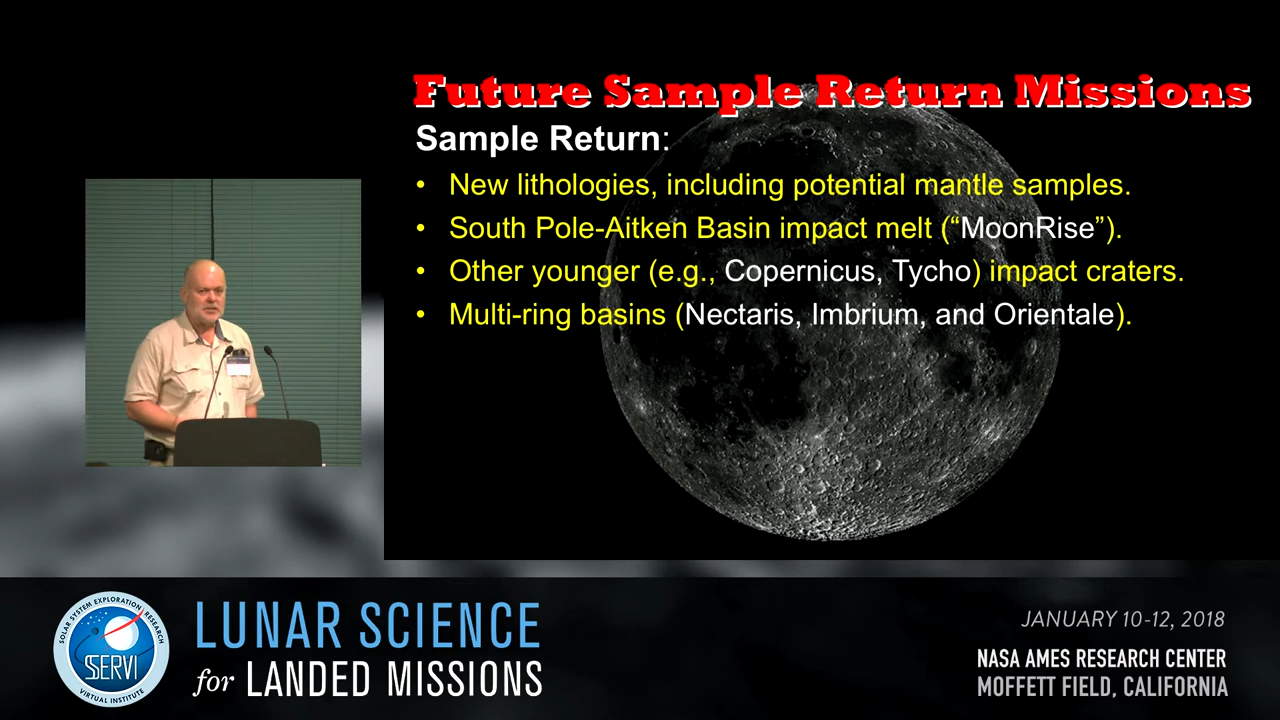 Future Sample Return Missions
Sample Return:
• New lithologies, including potential mantle samples.
• South Pole-Aitken Basin impact melt (“MoonRise”).
• Other younger (e.g., Copernicus, Tycho) impact craters.
• Multi-ring basins (Nectaris, Imbrium, and Orientale).
SOLAR SYSTEM EXPLORATION RESEARCH
SSERVI
VIRTUAL INSTITUTE
LUNAR SCIENCE
for LANDED MISSIONS
JANUARY 10-12, 2018
NASA AMES RESEARCH CENTER
MOFFETT FIELD, CALIFORNIA